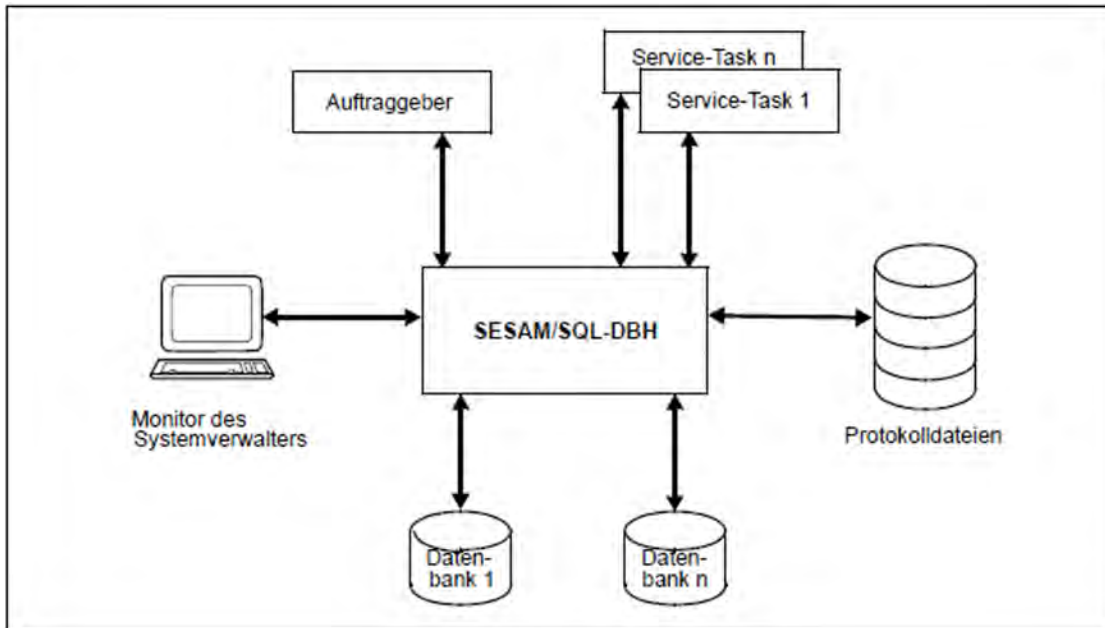 Service-Task n
Auftraggeber
Service-Task 1
SESAM/SQL-DBH
Monitor des
Systemverwalters
Protokolldateien
Daten-
bank 1
Daten-
bank n